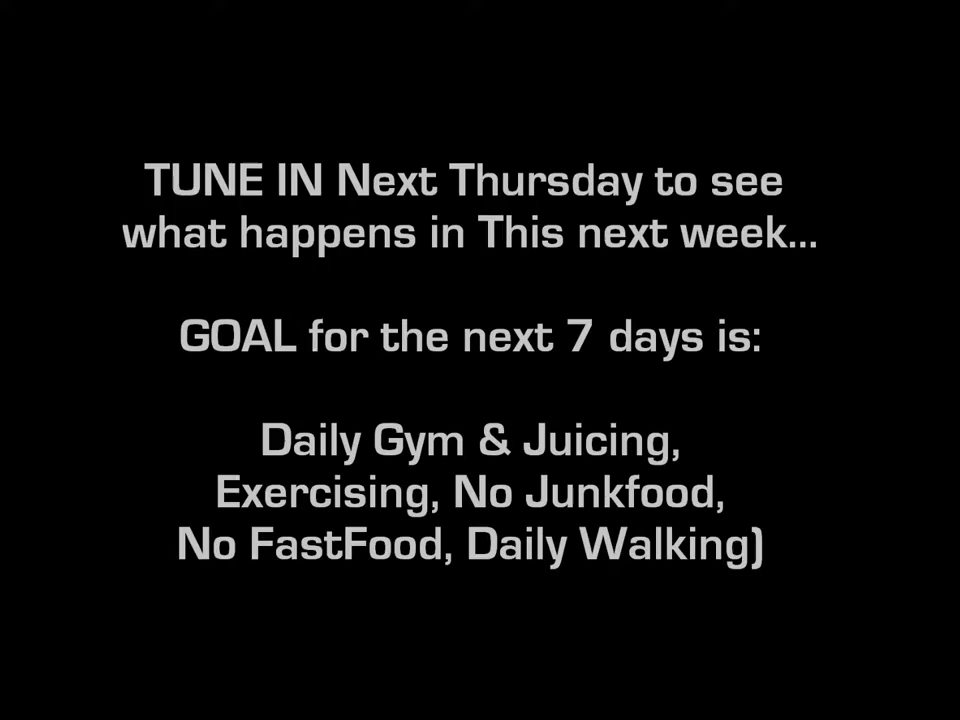 TUNE IN Next Thursday to see
what happens in This next week...
GOAL for the next 7 days is:
Daily Gym & Juicing,
Exercising, No Junkfood,
No FastFood, Daily Walking)